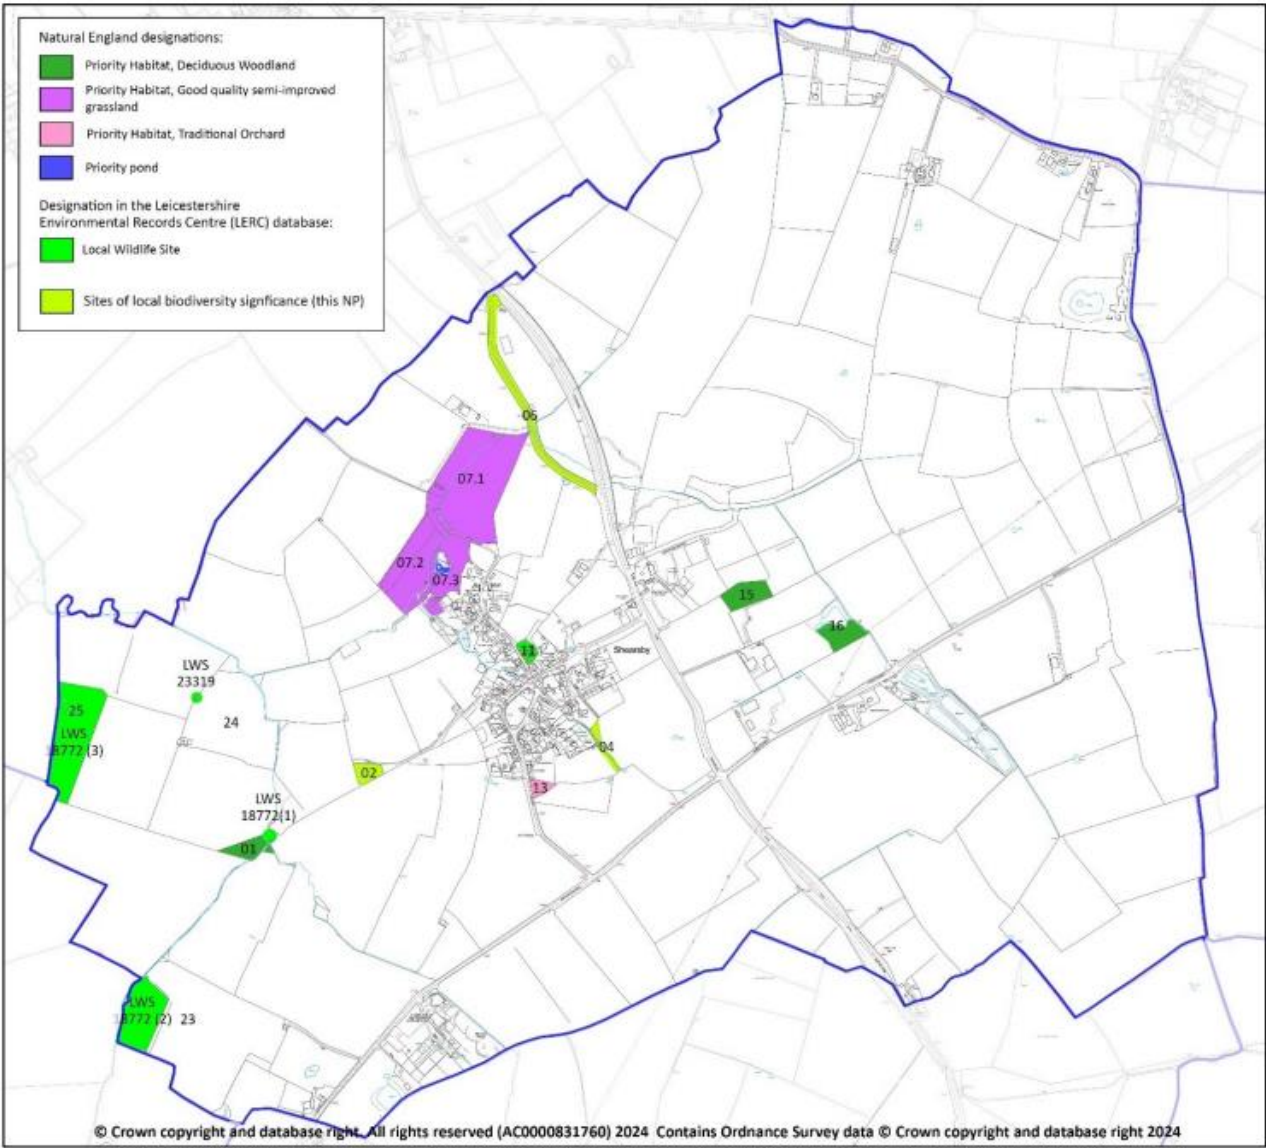 Natural England designations:
Priority Habitat, Deciduous Woodland
Priority Habitat, Good quality semi-improved
grassland
Priority Habitat, Traditional Orchard
Priority pond
Designation in the Leicestershire
Environmental Records Centre (LERC) database:
Local Wildlife Site
Sites of local biodiversity signficance (this NP)
06
07.1
07.2
07.3
15
16
11
Shearsby
LWS
23319
25
24
LWS
18772 (3)
04
02
13
LWS
18772(1)
01
LWS
18772 (2) 23
© Crown copyright and database right. All rights reserved (AC0000831760) 2024 Contains Ordnance Survey data © Crown copyright and database right 2024